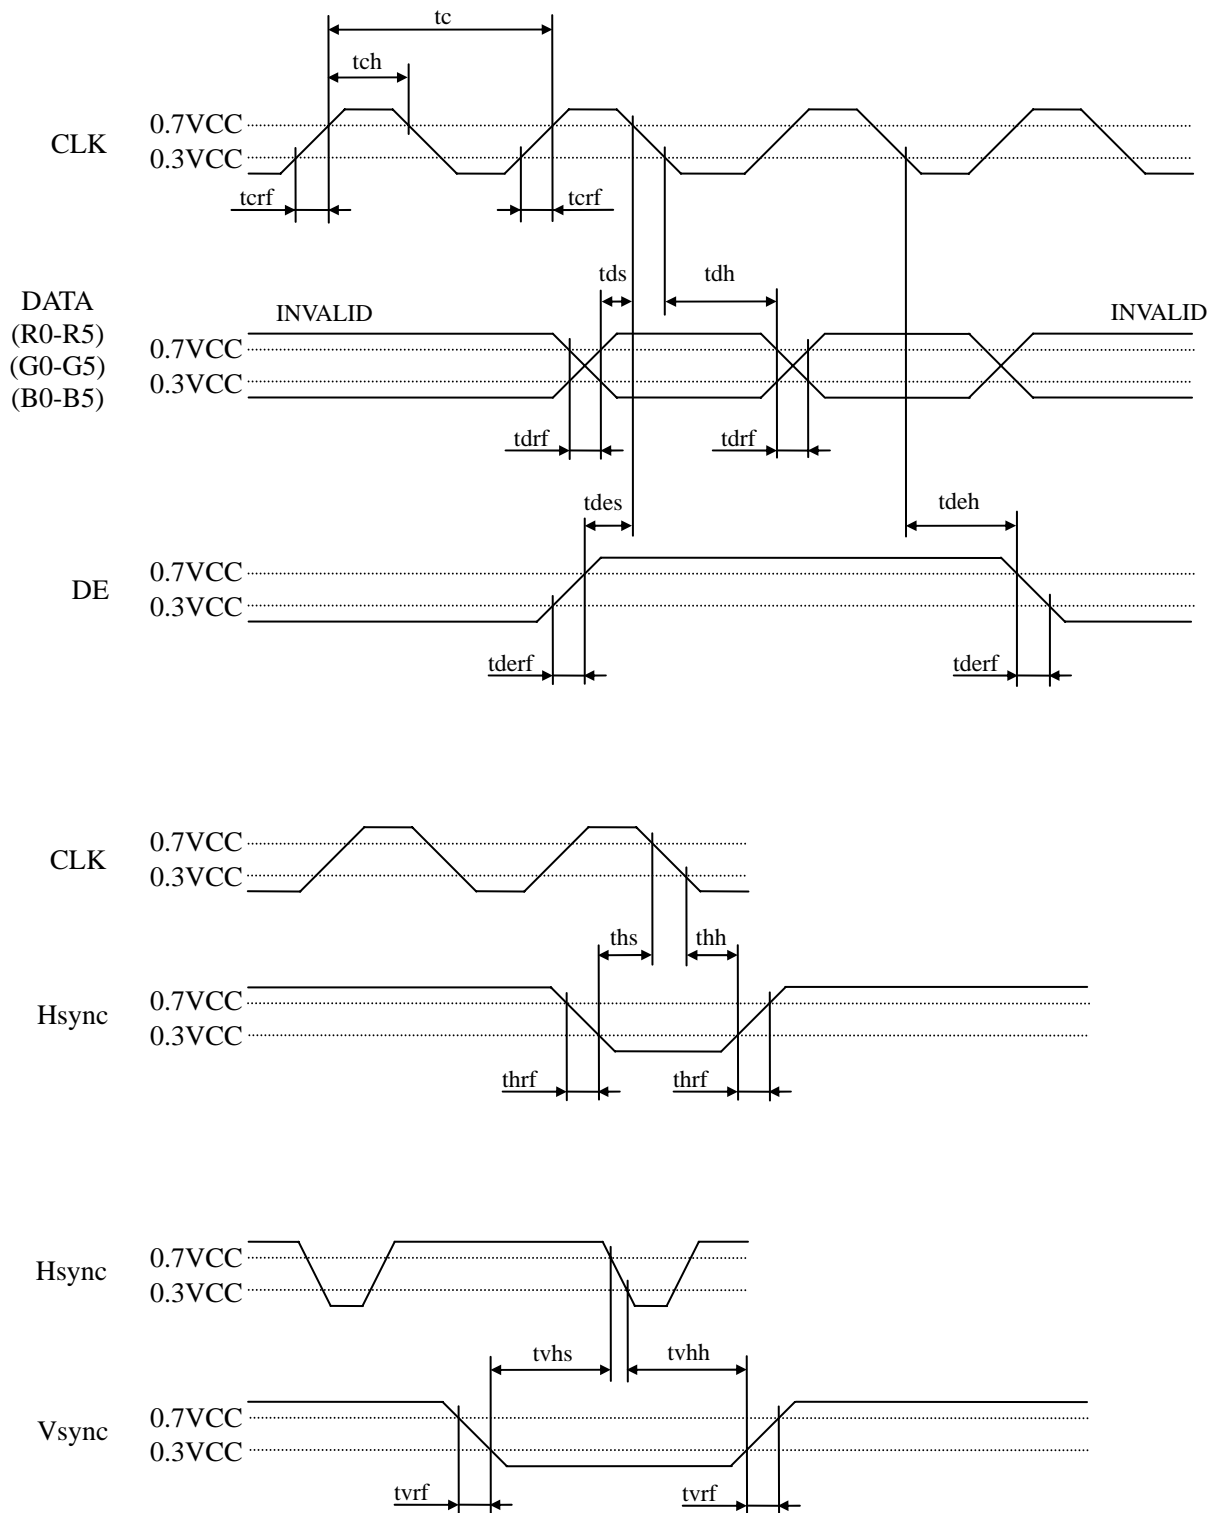 tc
tch
CLK
0.7VCC
0.3VCC
tcrf
tcrf
tds
tdh
DATA
(R0-R5)
(G0-G5)
(B0-B5)
INVALID
INVALID
0.7VCC
0.3VCC
tdrf
tdrf
tdes
tdeh
DE
0.7VCC
0.3VCC
tderf
tderf
CLK
0.7VCC
0.3VCC
ths
thh
Hsync
0.7VCC
0.3VCC
thrf
thrf
Hsync
0.7VCC
0.3VCC
tvhs
tvhh
Vsync
0.7VCC
0.3VCC
tvrf
tvrf